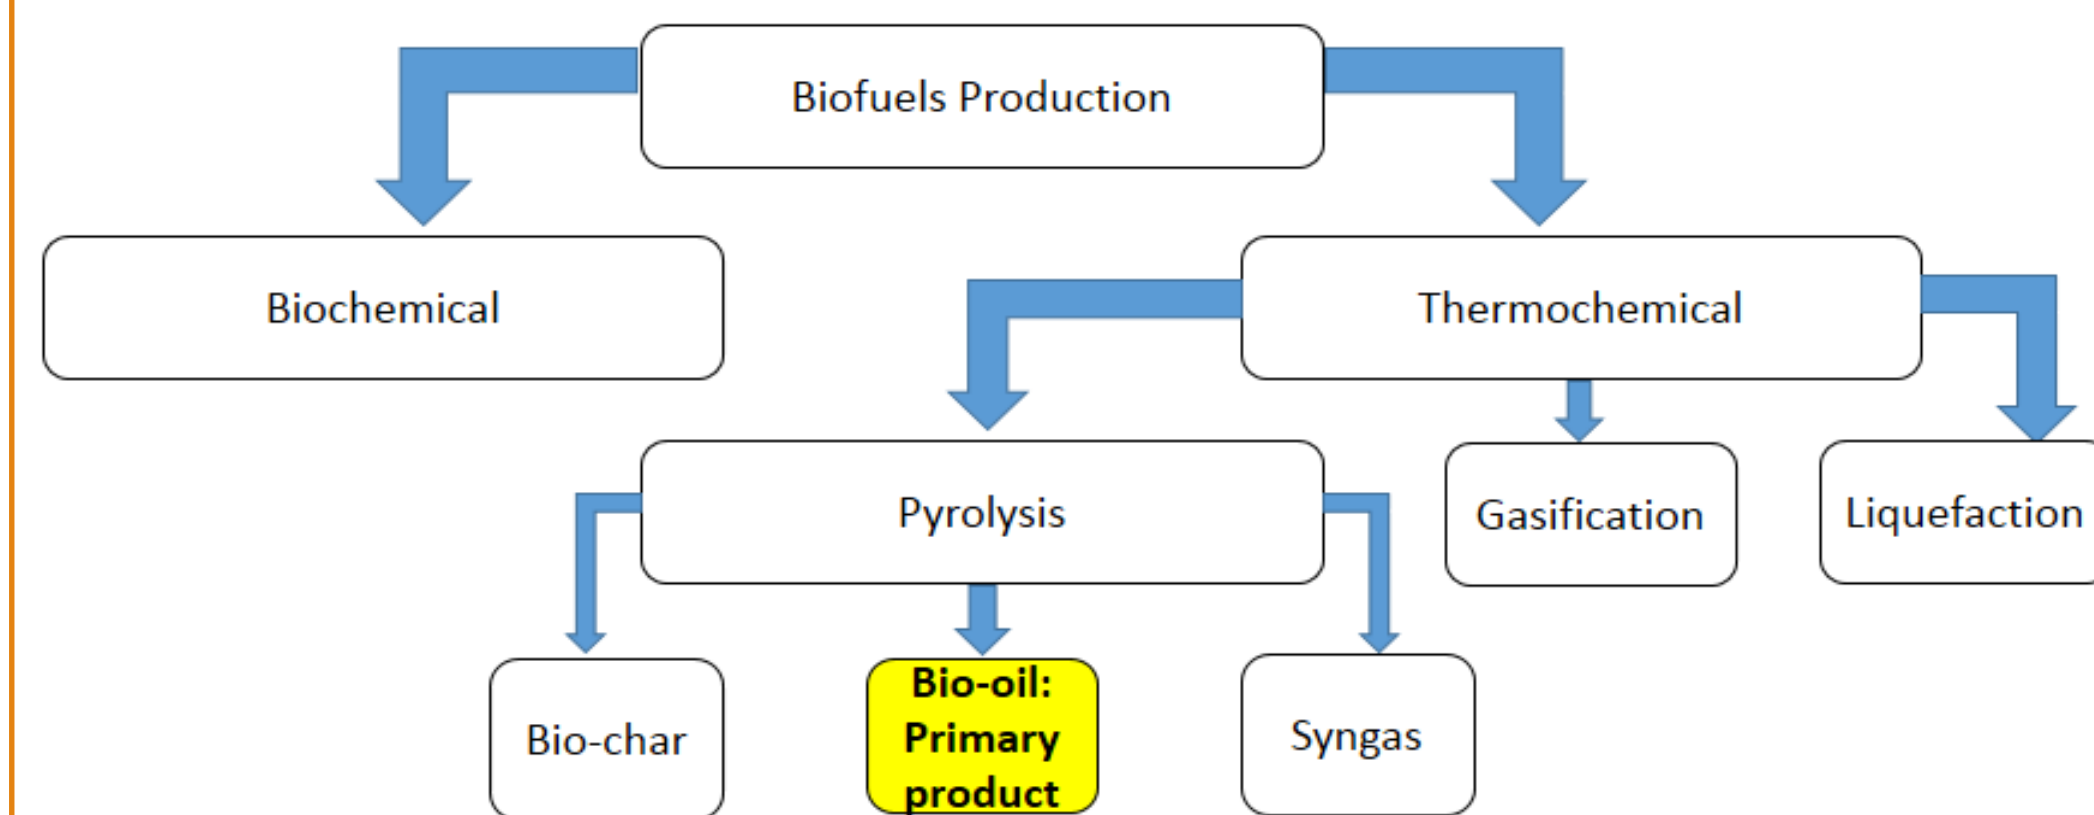 Biofuels Production
Biochemical
Thermochemical
Pyrolysis
Gasification
Liquefaction
Bio-char
Bio-oil:
Primary
product
Syngas